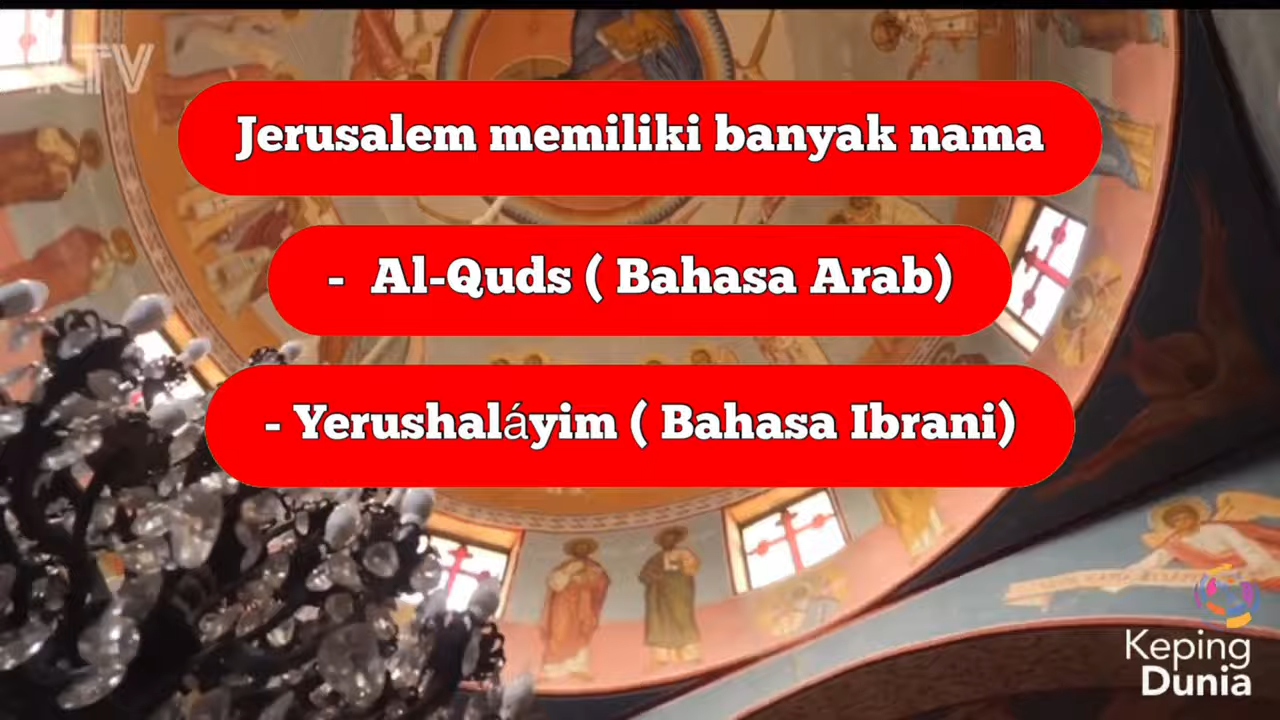 Jerusalem memiliki banyak nama
-  Al-Quds ( Bahasa Arab)
- Yerushaláyim ( Bahasa Ibrani)
Keping
Dunia